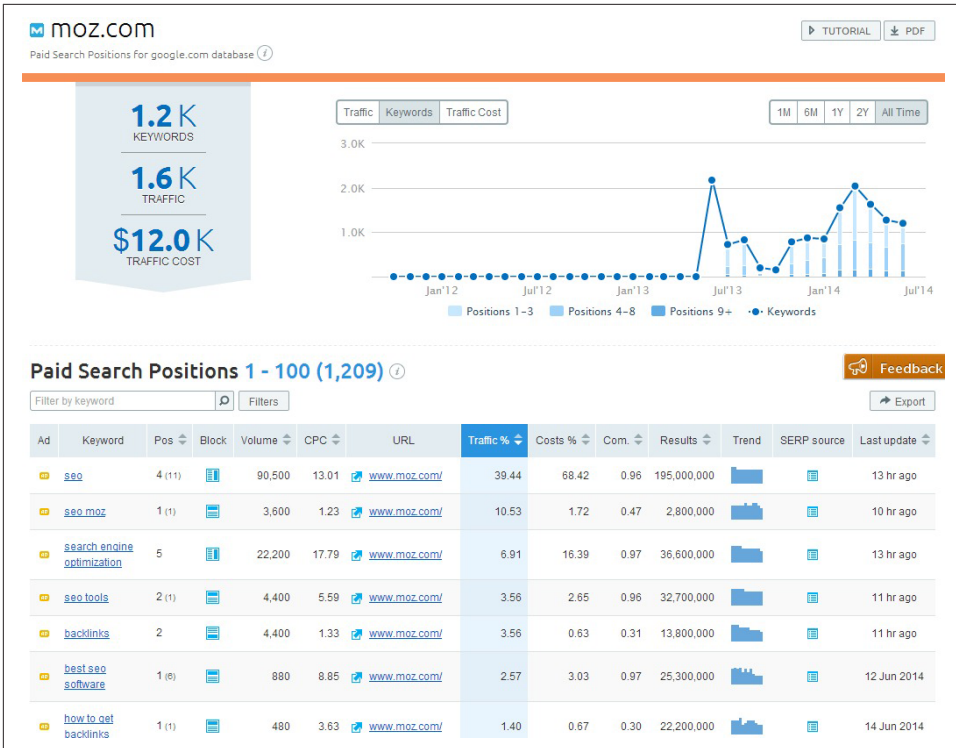 moz.com
TUTORIAL PDF
Paid Search Positions for google.com database i
1.2 K
KEYWORDS
1.6 K
TRAFFIC
$12.0 K
TRAFFIC COST
Traffic Keywords Traffic Cost
1M 6M 1Y 2Y All Time
3.0K
2.0K
1.0K
Jan'12 Jul'12 Jan'13 Jul'13 Jan'14 Jul'14
Positions 1-3 Positions 4-8 Positions 9+ Keywords
Paid Search Positions 1 - 100 (1,209) i
Feedback
Filter by keyword Filters
Export
Ad Keyword Pos Block Volume CPC URL Traffic % Costs % Com. Results Trend SERP source Last update
seo 4 (11) 90,500 13.01 www.moz.com/ 39.44 68.42 0.96 195,000,000 13 hr ago
seo moz 1 (1) 3,600 1.23 www.moz.com/ 10.53 1.72 0.47 2,800,000 10 hr ago
search engine
optimization 5 22,200 17.79 www.moz.com/ 6.91 16.39 0.97 36,600,000 13 hr ago
seo tools 2 (1) 4,400 5.59 www.moz.com/ 3.56 2.65 0.96 32,700,000 11 hr ago
backlinks 2 4,400 1.33 www.moz.com/ 3.56 0.63 0.31 13,800,000 11 hr ago
best seo
software 1 (6) 880 8.85 www.moz.com/ 2.57 3.03 0.97 25,300,000 12 Jun 2014
how to get
backlinks 1 (1) 480 3.63 www.moz.com/ 1.40 0.67 0.30 22,200,000 14 Jun 2014